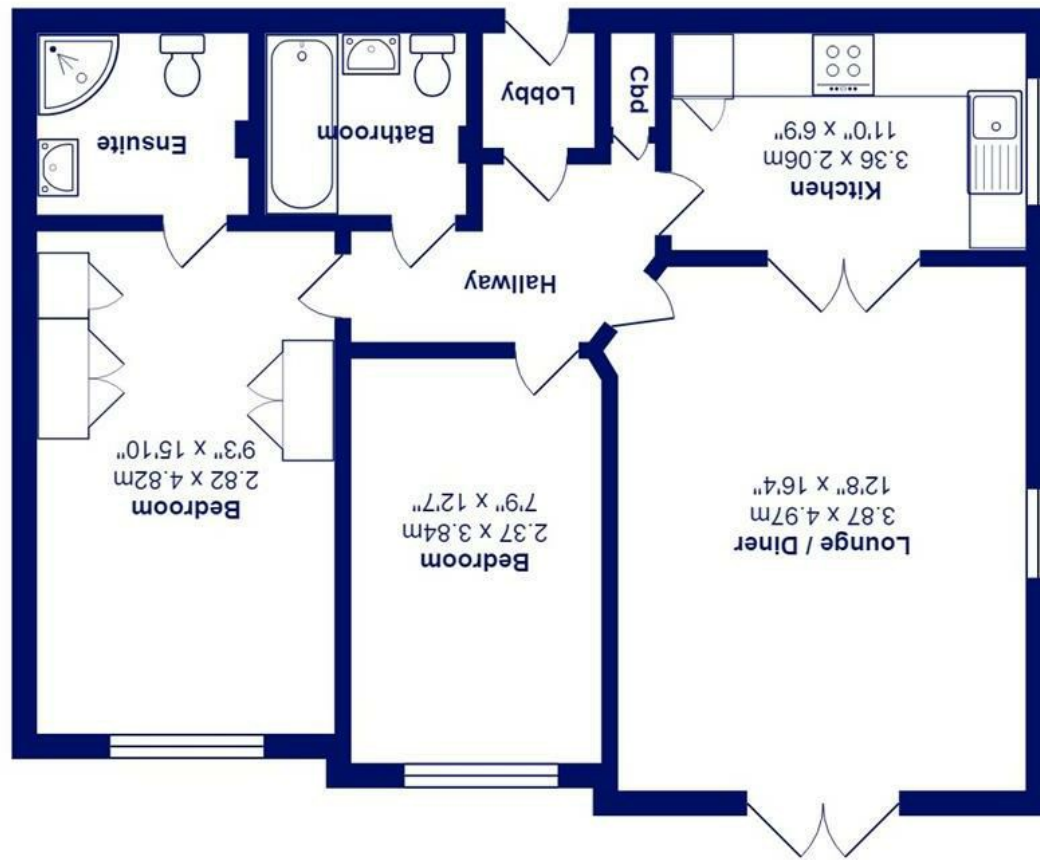 Lounge / Diner
3.87 x 4.97m
12'8" x 16'4"
Bedroom
2.37 x 3.84m
7'9" x 12'7"
Bedroom
2.82 x 4.82m
9'3" x 15'10"
Hallway
Kitchen
3.36 x 2.06m
11'0" x 6'9"
Cbd
Lobby
Bathroom
Ensuite